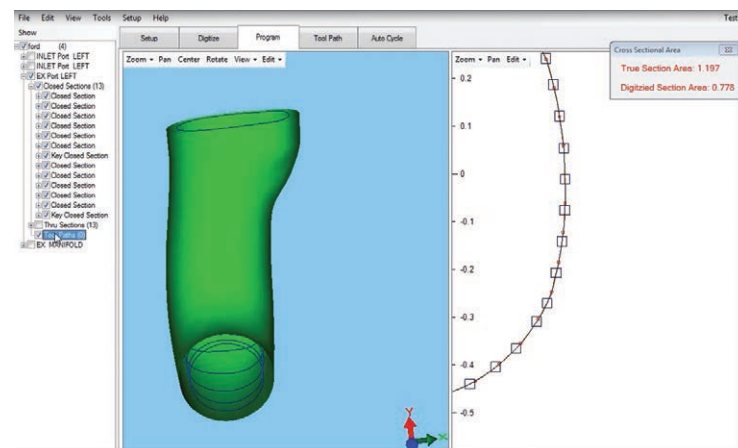 File Edit View Tools Setup Help
Test
Show
Setup Digitize Program Tool Path Auto Cycle
ford (4)
INLET Port LEFT
INLET Port LEFT
EX Port LEFT
Closed Sections (13)
Closed Section
Closed Section
Closed Section
Closed Section
Closed Section
Closed Section
Key Closed Section
Closed Section
Closed Section
Closed Section
Closed Section
Closed Section
Key Closed Section
Thru Sections (13)
Tool Paths (0)
EX MANIFOLD
Zoom Pan Center Rotate View Edit
Y
X
Zoom Pan Edit
0.2
0.1
0
-0.1
-0.2
-0.3
-0.4
-0.5
Cross Sectional Area
True Section Area: 1.197
Digitzied Section Area: 0.778